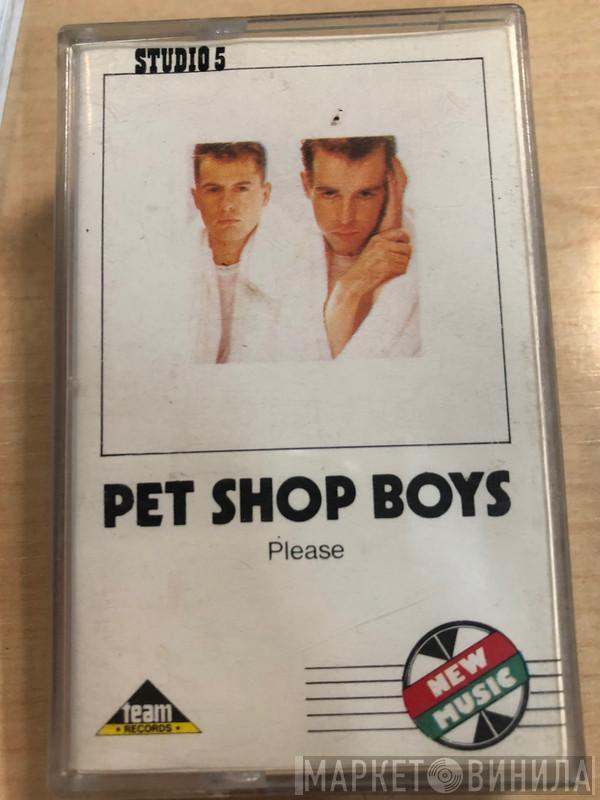 STUDIO 5
PET SHOP BOYS
Please
team
RECORDS
NEW
MUSIC
МАРКЕТ ВИНИЛА